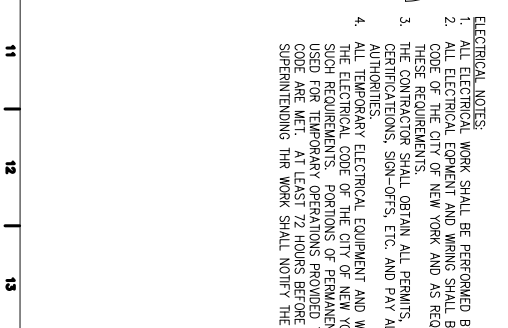 ELECTRICAL NOTES:
1. ALL ELECTRICAL WORK SHALL BE PERFORMED B
2. ALL ELECTRICAL EQPMENT AND WIRING SHALL B
CODE OF THE CITY OF NEW YORK AND AS REQ
THESE REQUIREMENTS.
3. THE CONTRACTOR SHALL OBTAIN ALL PERMITS,
CERTIFICATEIONS, SIGN-OFFS, ETC. AND PAY AL
AUTHORITIES.
4. ALL TEMPORARY ELECTRICAL EQUIPMENT AND W
THE ELECTRICAL CODE OF THE CITY OF NEW YO
SUCH REQUIREMENTS. PORTIONS OF PERMANEN
USED FOR TEMPORARY OPERATIONS PROVIDED
CODE ARE MET. AT LEAST 72 HOURS BEFORE
SUPERINTENDING THR WORK SHALL NOTIFY THE
11
12
13